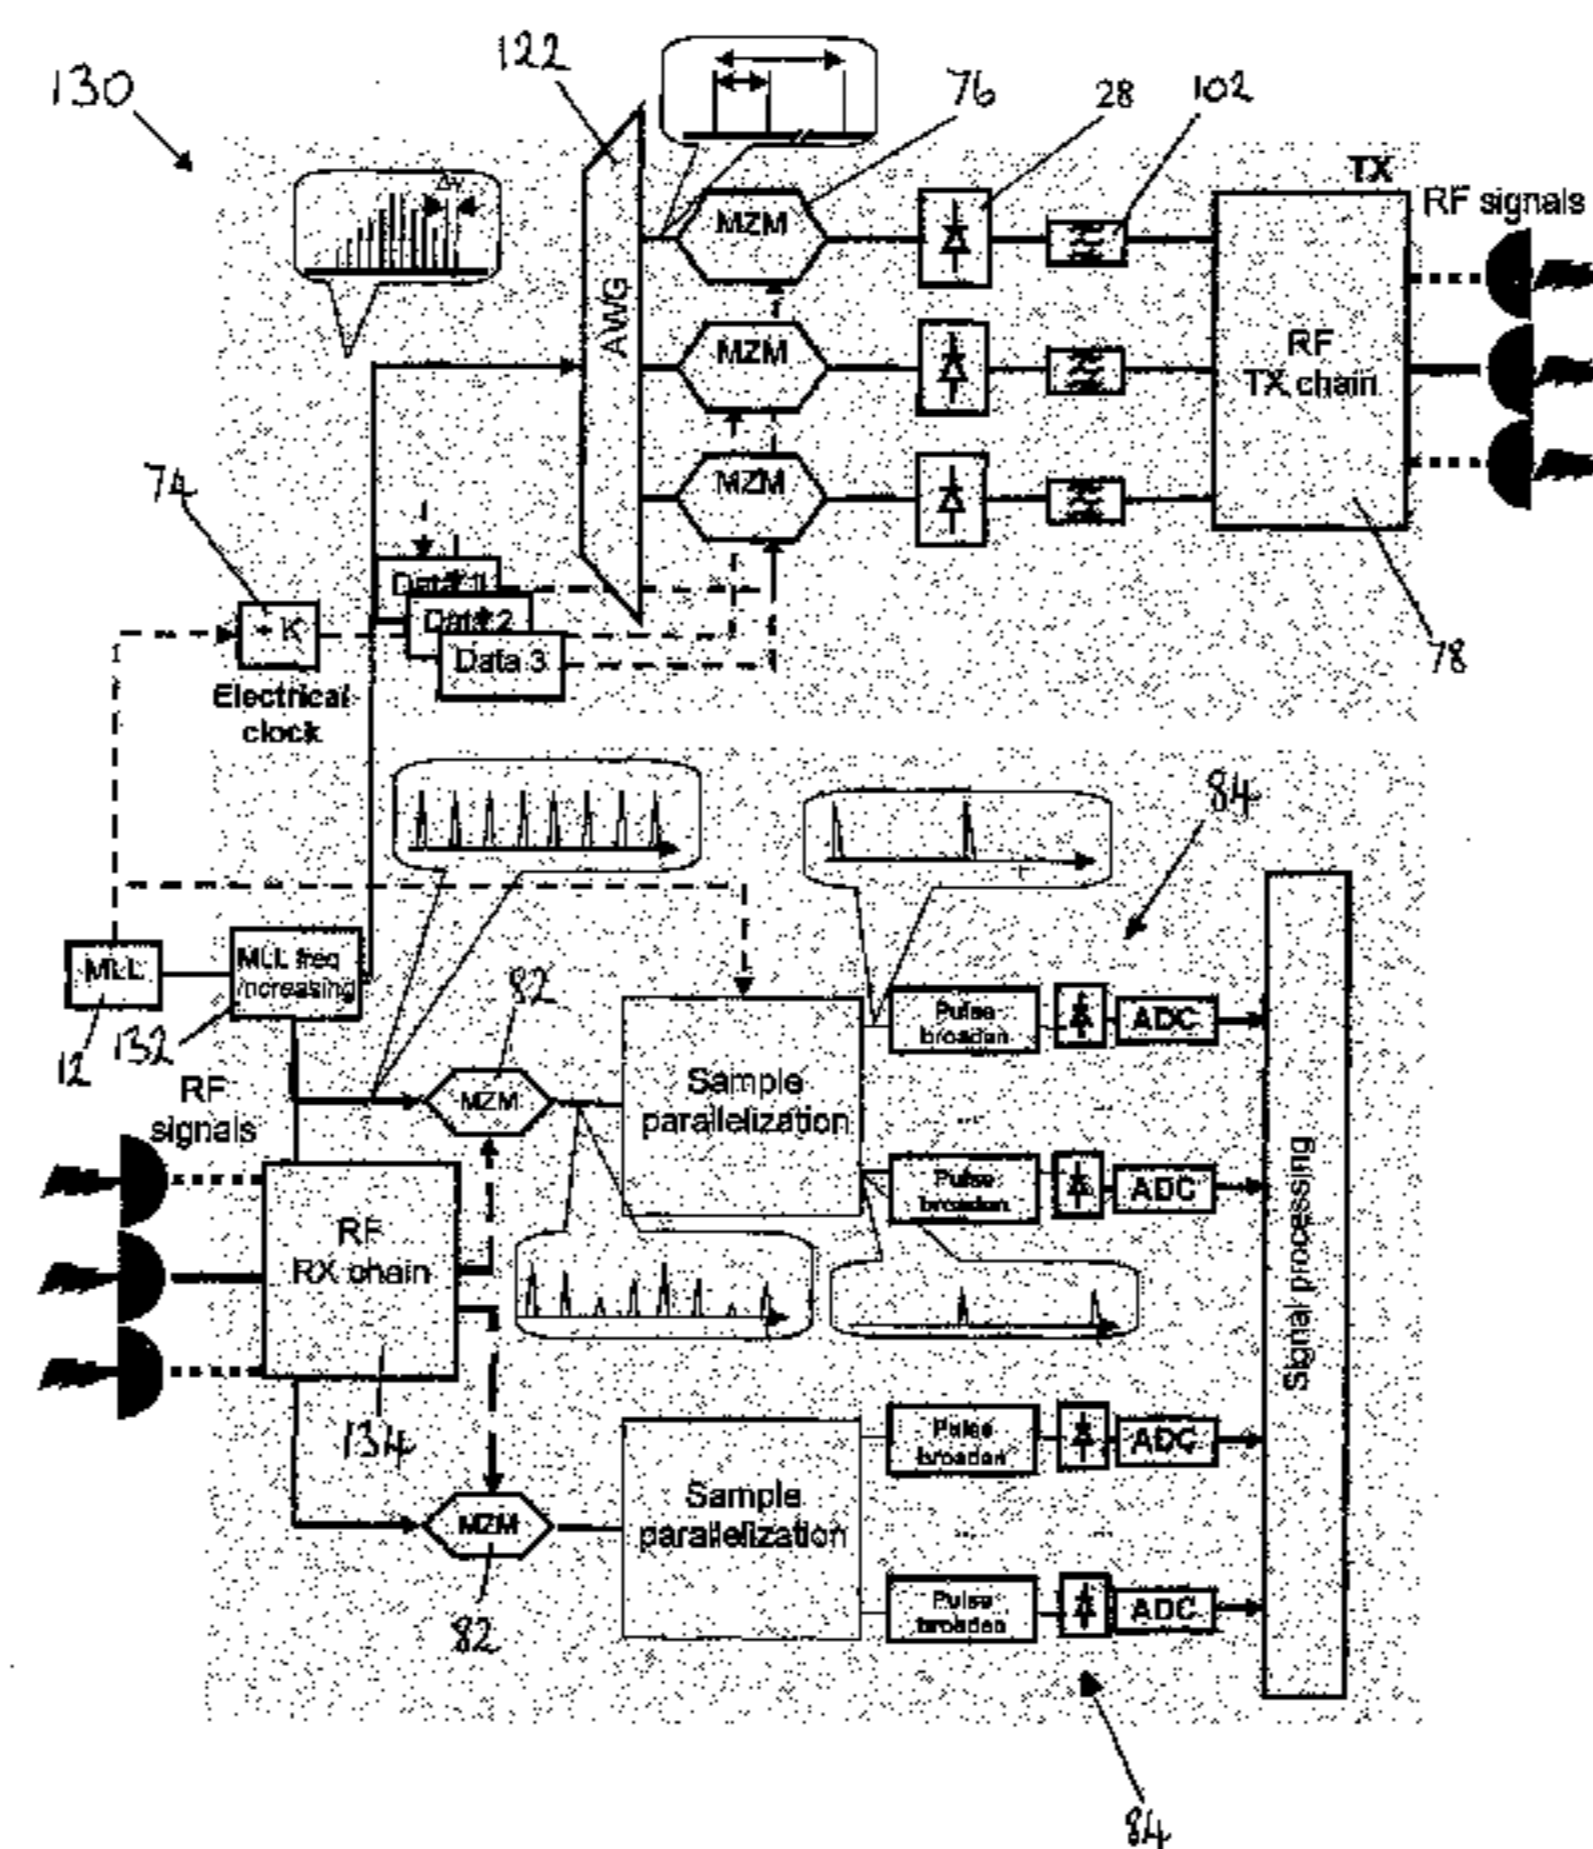 130
122
76
28
102
TX
RF signals
Δν
MZM
AWG
MZM
RF
TX chain
MZM
74
Data 1
÷ K
Data 2
Data 3
78
Electrical
clock
84
MLL
MLL freq
increasing
82
Pulse
broaden
ADC
12
132
RF
signals
MZM
Sample
parallelization
...
...
Pulse
broaden
ADC
RF
RX chain
Signal processing
134
Pulse
broaden
ADC
MZM
Sample
parallelization
...
...
82
Pulse
broaden
ADC
84